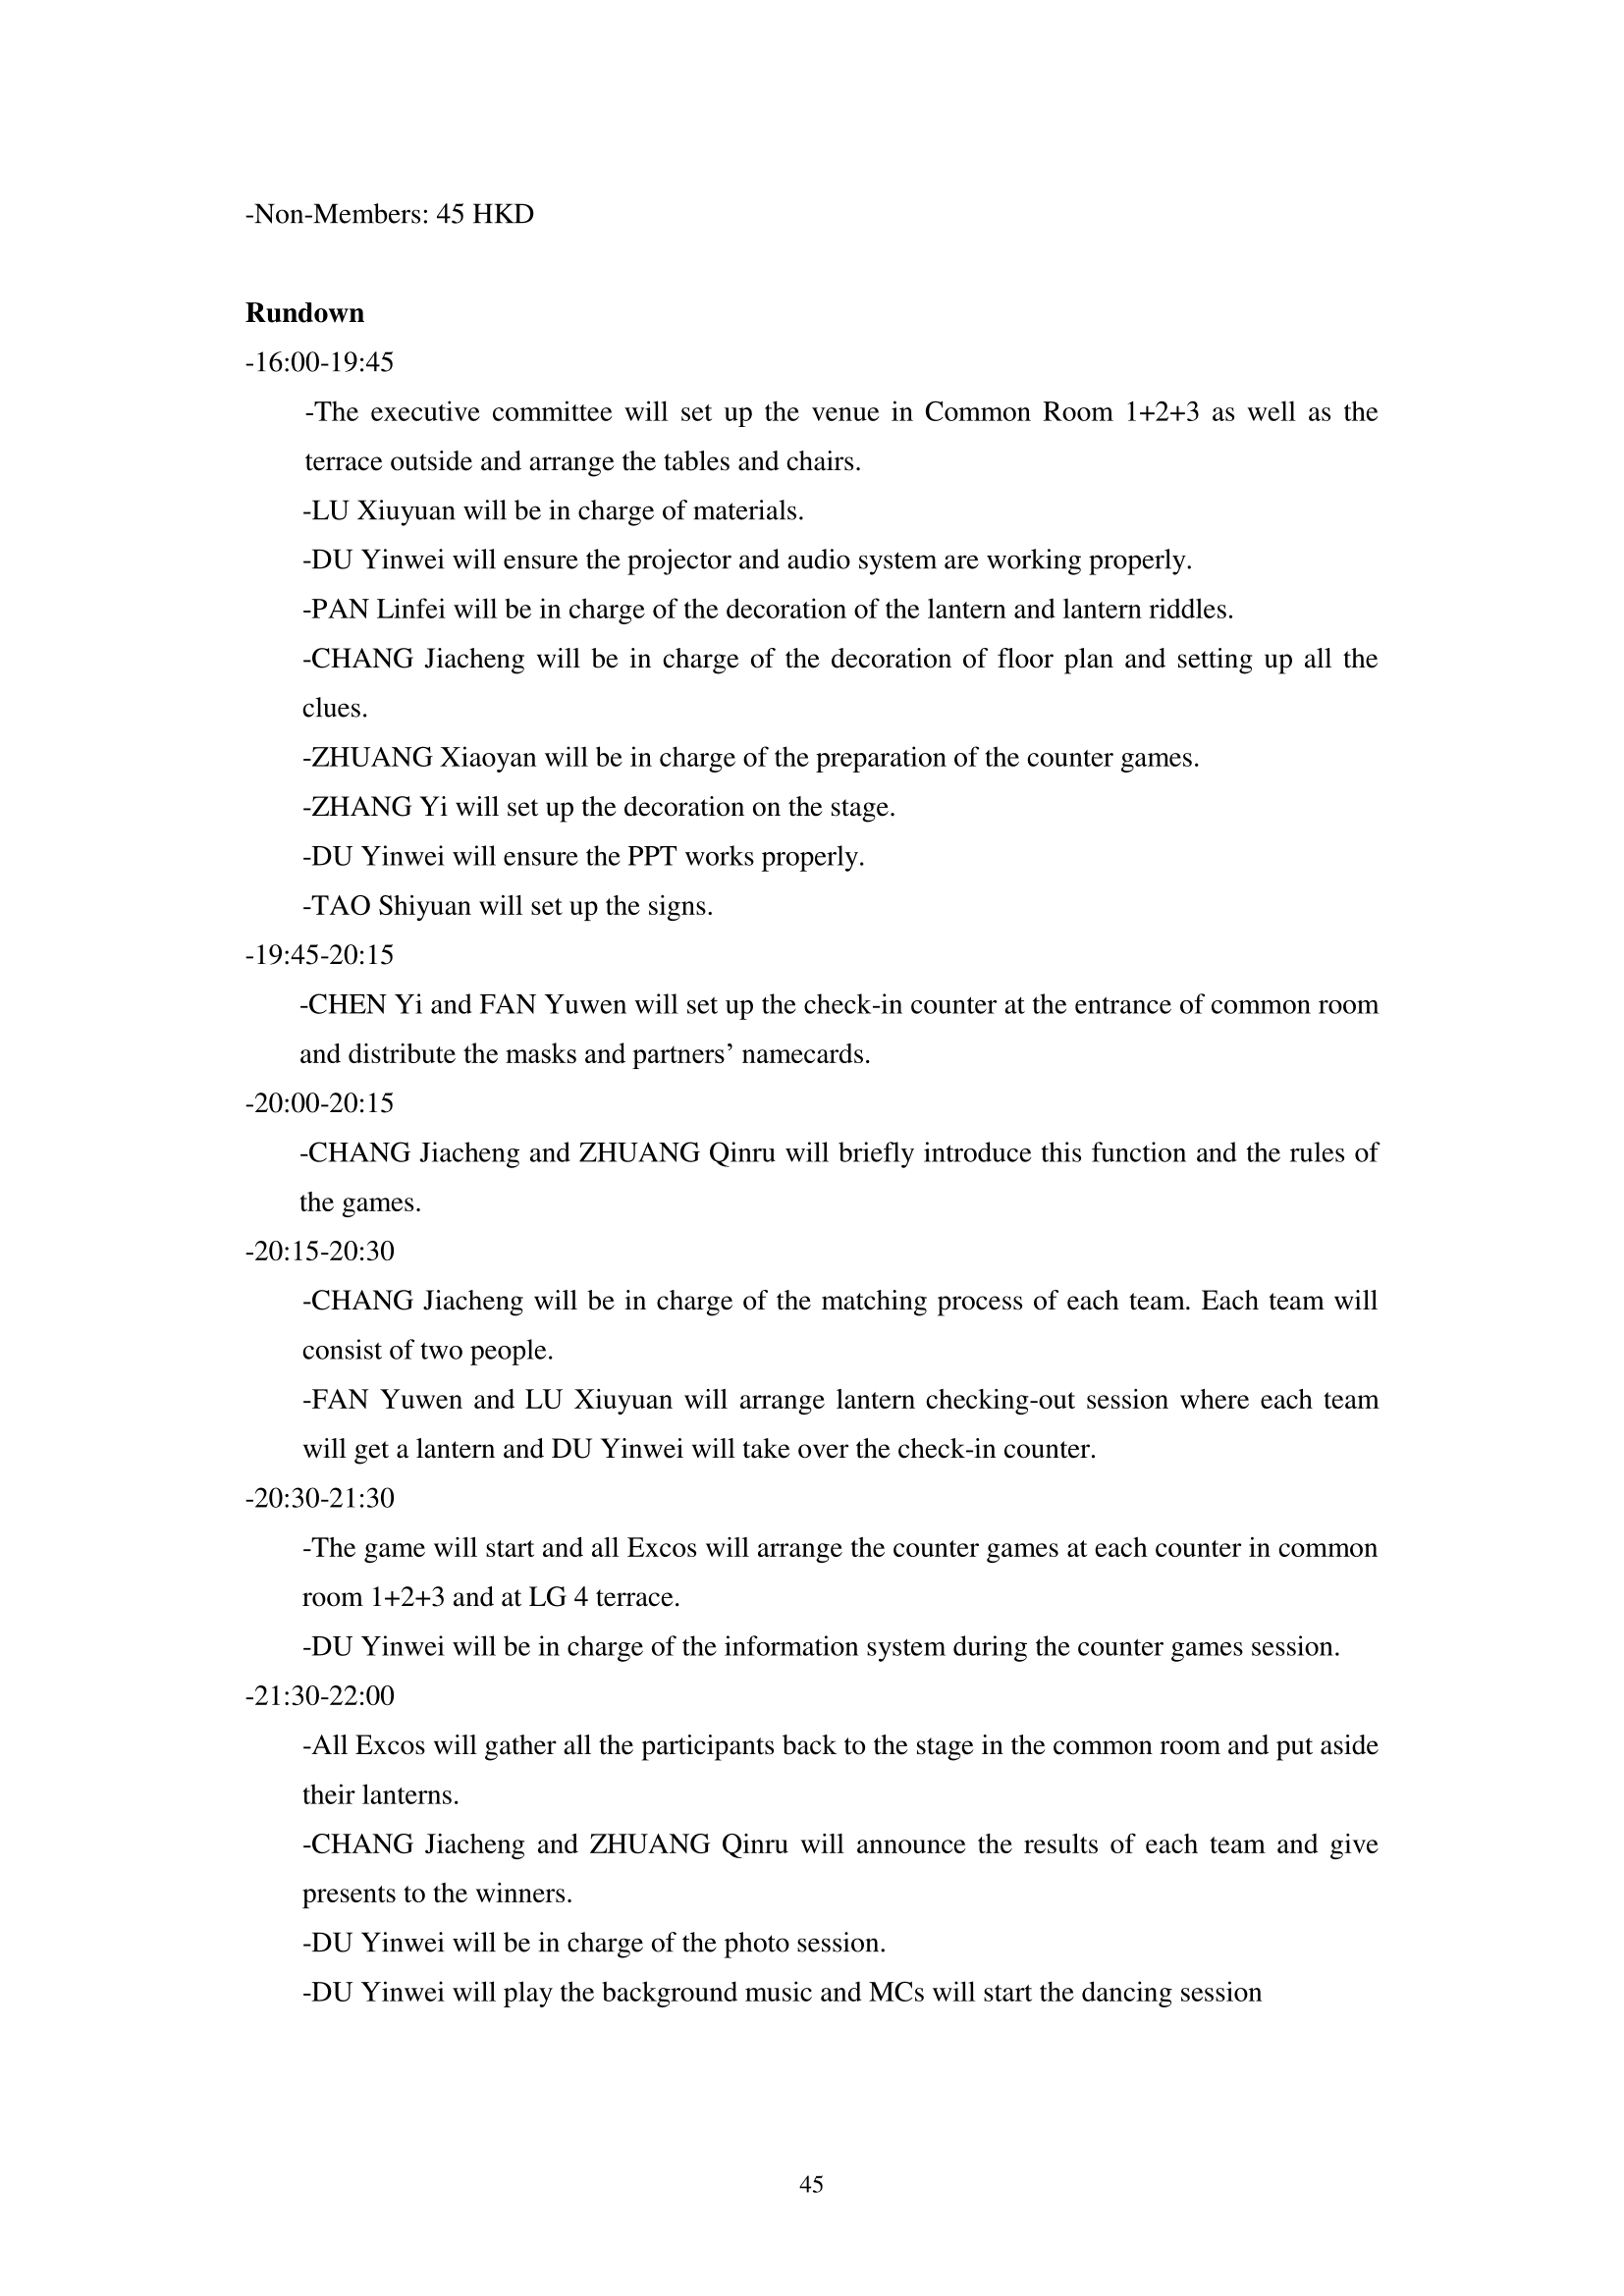 -Non-Members: 45 HKD
Rundown
-16:00-19:45
-The executive committee will set up the venue in Common Room 1+2+3 as well as the
terrace outside and arrange the tables and chairs.
-LU Xiuyuan will be in charge of materials.
-DU Yinwei will ensure the projector and audio system are working properly.
-PAN Linfei will be in charge of the decoration of the lantern and lantern riddles.
-CHANG Jiacheng will be in charge of the decoration of floor plan and setting up all the
clues.
-ZHUANG Xiaoyan will be in charge of the preparation of the counter games.
-ZHANG Yi will set up the decoration on the stage.
-DU Yinwei will ensure the PPT works properly.
-TAO Shiyuan will set up the signs.
-19:45-20:15
-CHEN Yi and FAN Yuwen will set up the check-in counter at the entrance of common room
and distribute the masks and partners’ namecards.
-20:00-20:15
-CHANG Jiacheng and ZHUANG Qinru will briefly introduce this function and the rules of
the games.
-20:15-20:30
-CHANG Jiacheng will be in charge of the matching process of each team. Each team will
consist of two people.
-FAN Yuwen and LU Xiuyuan will arrange lantern checking-out session where each team
will get a lantern and DU Yinwei will take over the check-in counter.
-20:30-21:30
-The game will start and all Excos will arrange the counter games at each counter in common
room 1+2+3 and at LG 4 terrace.
-DU Yinwei will be in charge of the information system during the counter games session.
-21:30-22:00
-All Excos will gather all the participants back to the stage in the common room and put aside
their lanterns.
-CHANG Jiacheng and ZHUANG Qinru will announce the results of each team and give
presents to the winners.
-DU Yinwei will be in charge of the photo session.
-DU Yinwei will play the background music and MCs will start the dancing session
45